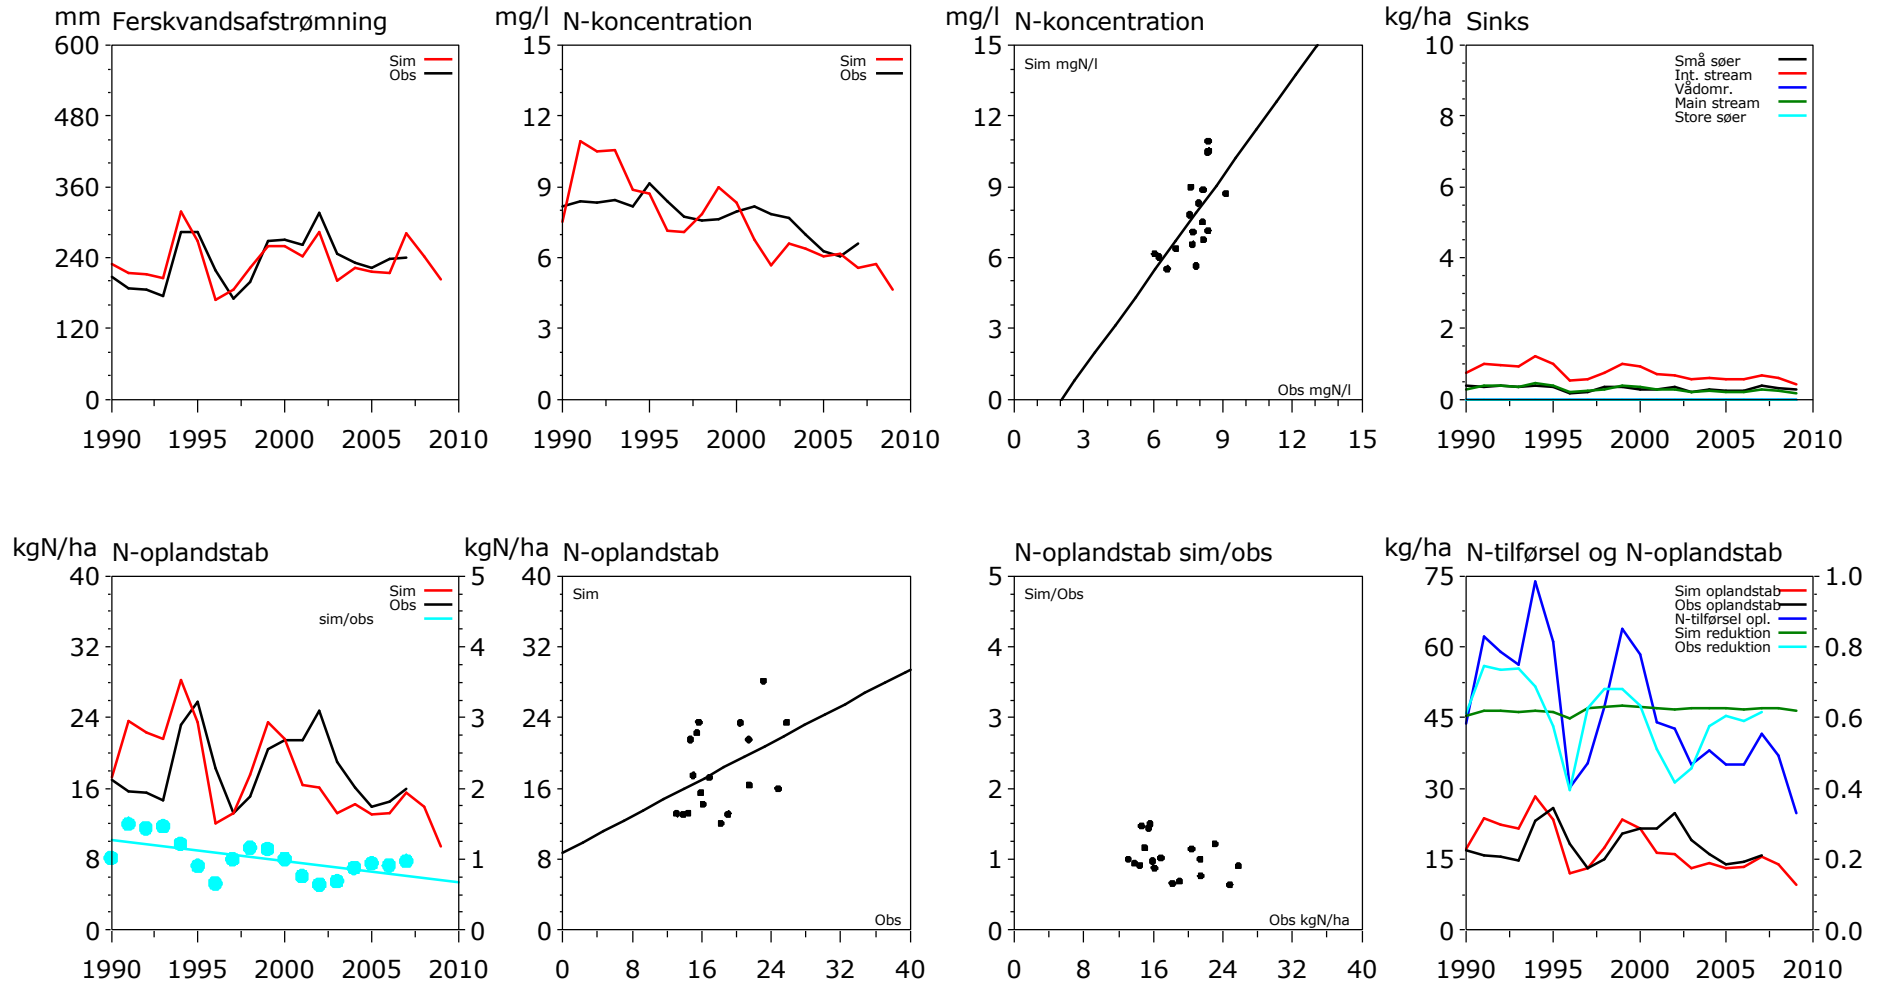 mm Ferskvandsafstrømning
600
480
360
240
120
0
1990 1995 2000 2005 2010
Sim
Obs
mg/l N-koncentration
15
12
9
6
3
0
1990 1995 2000 2005 2010
Sim
Obs
mg/l N-koncentration
15
12
9
6
3
0
0 3 6 9 12 15
Sim mgN/l
Obs mgN/l
kg/ha Sinks
10
8
6
4
2
0
1990 1995 2000 2005 2010
Små søer
Int. stream
Vådomr.
Main stream
Store søer
kgN/ha N-oplandstab
40
32
24
16
8
0
5
4
3
2
1
0
1990 1995 2000 2005 2010
Sim
Obs
sim/obs
kgN/ha N-oplandstab
40
32
24
16
8
0
0 8 16 24 32 40
Sim
Obs
N-oplandstab sim/obs
5
4
3
2
1
0
0 8 16 24 32 40
Sim/Obs
Obs kgN/ha
kg/ha N-tilførsel og N-oplandstab
75
60
45
30
15
0
1.0
0.8
0.6
0.4
0.2
0.0
1990 1995 2000 2005 2010
Sim oplandstab
Obs oplandstab
N-tilførsel opl.
Sim reduktion
Obs reduktion